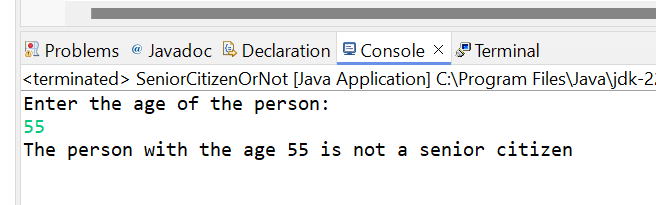 Problems @ Javadoc Declaration Console × Terminal
<terminated> SeniorCitizenOrNot [Java Application] C:\Program Files\Java\jdk-22
Enter the age of the person:
55
The person with the age 55 is not a senior citizen